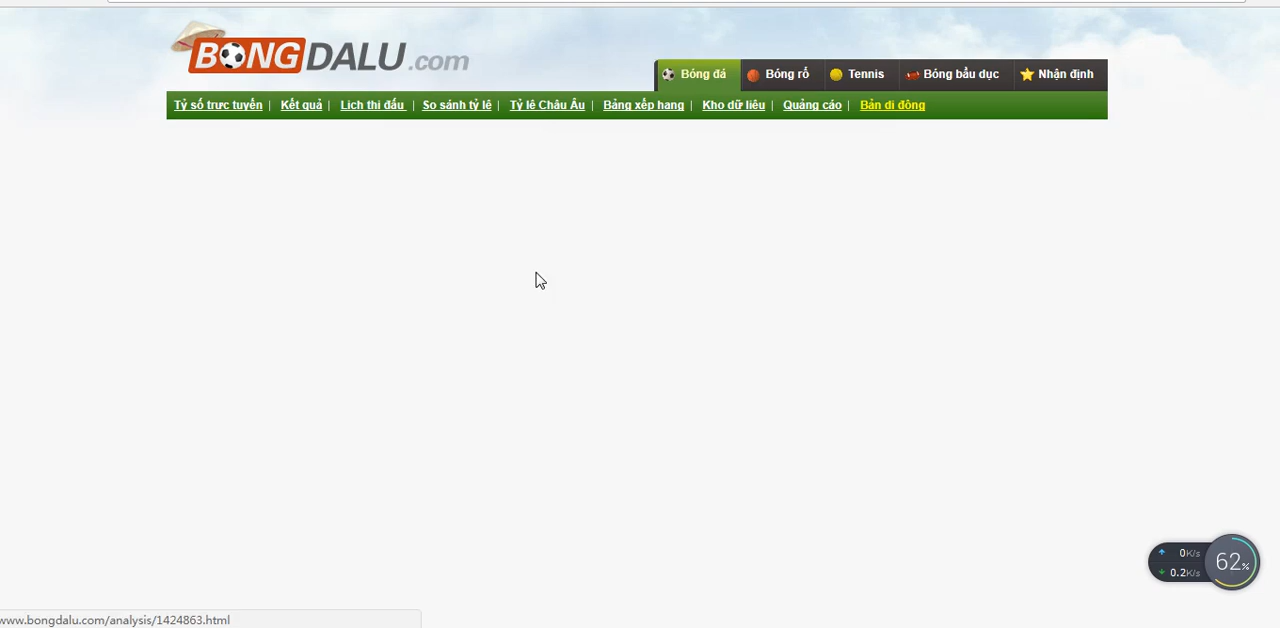 BONGDALU.com
Bóng đá Bóng rổ Tennis Bóng bầu dục Nhận định
Tỷ số trực tuyến | Kết quả | Lịch thi đấu | So sánh tỷ lệ | Tỷ lệ Châu Âu | Bảng xếp hạng | Kho dữ liệu | Quảng cáo | Bản di động
0K/s
62%
0.2K/s
www.bongdalu.com/analysis/1424863.html